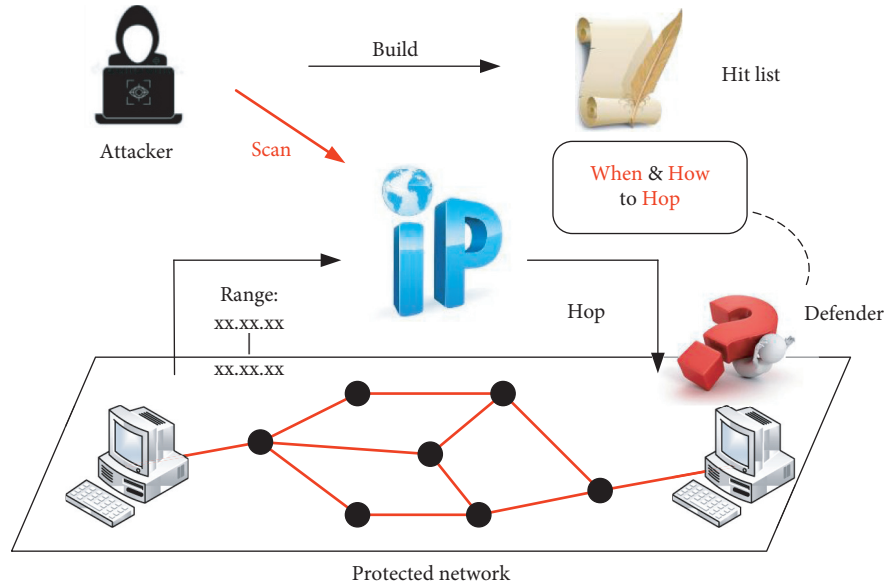 Build
Hit list
Attacker
Scan
When & How
to Hop
iP
Range:
xx.xx.xx
xx.xx.xx
Hop
Defender
Protected network